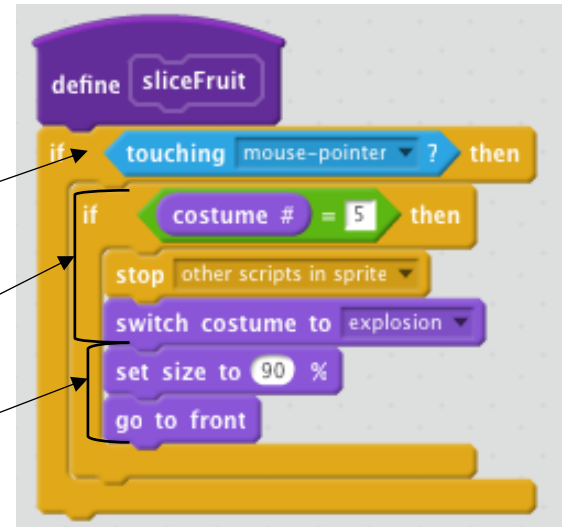 define sliceFruit
if touching mouse-pointer ? then
if costume # = 5 then
stop other scripts in sprite
switch costume to explosion
set size to 90 %
go to front